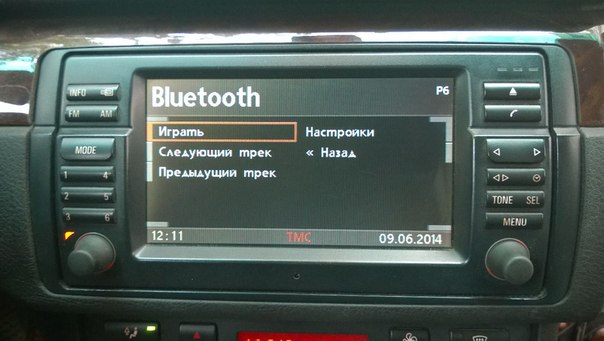 INFO
FM AM
MODE
1 4
2 5
3 6
Bluetooth P6
Играть Настройки
Следующий трек « Назад
Предыдущий трек
12:11 TMC 09.06.2014
TONE SEL
MENU